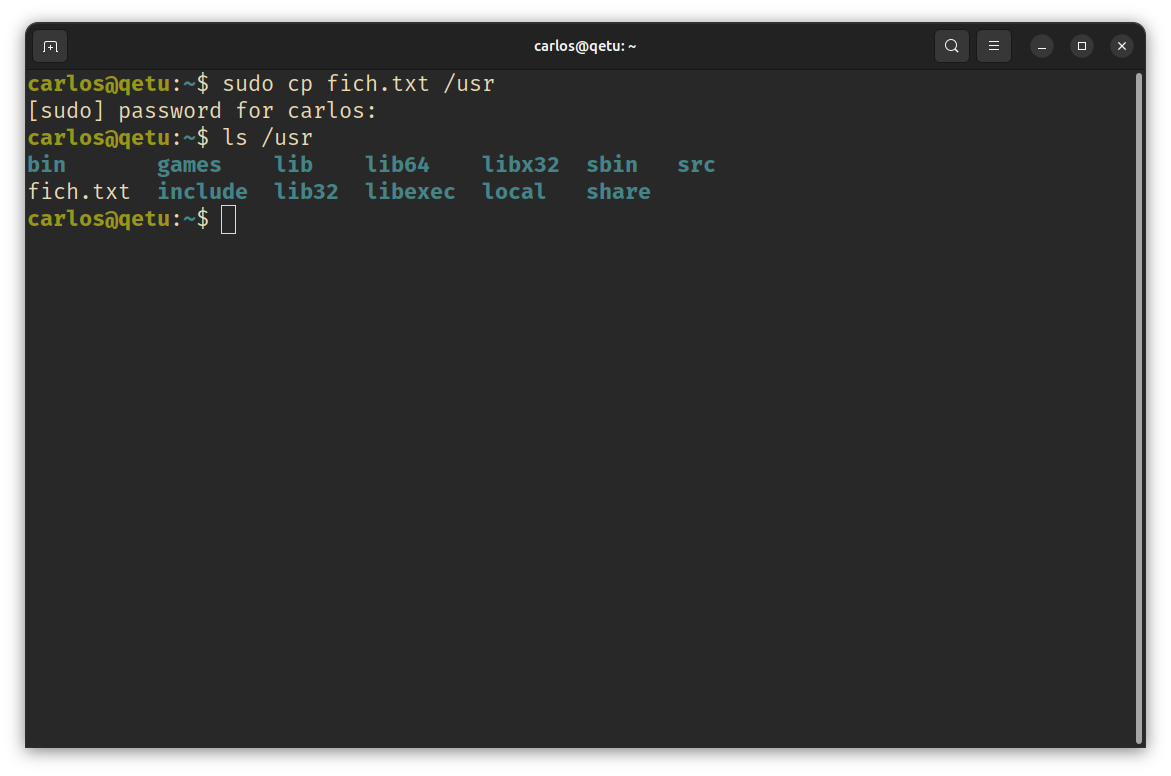 carlos@qetu: ~
carlos@qetu:~$ sudo cp fich.txt /usr
[sudo] password for carlos:
carlos@qetu:~$ ls /usr
bin       games    lib    lib64    libx32  sbin   src
fich.txt  include  lib32  libexec  local   share
carlos@qetu:~$